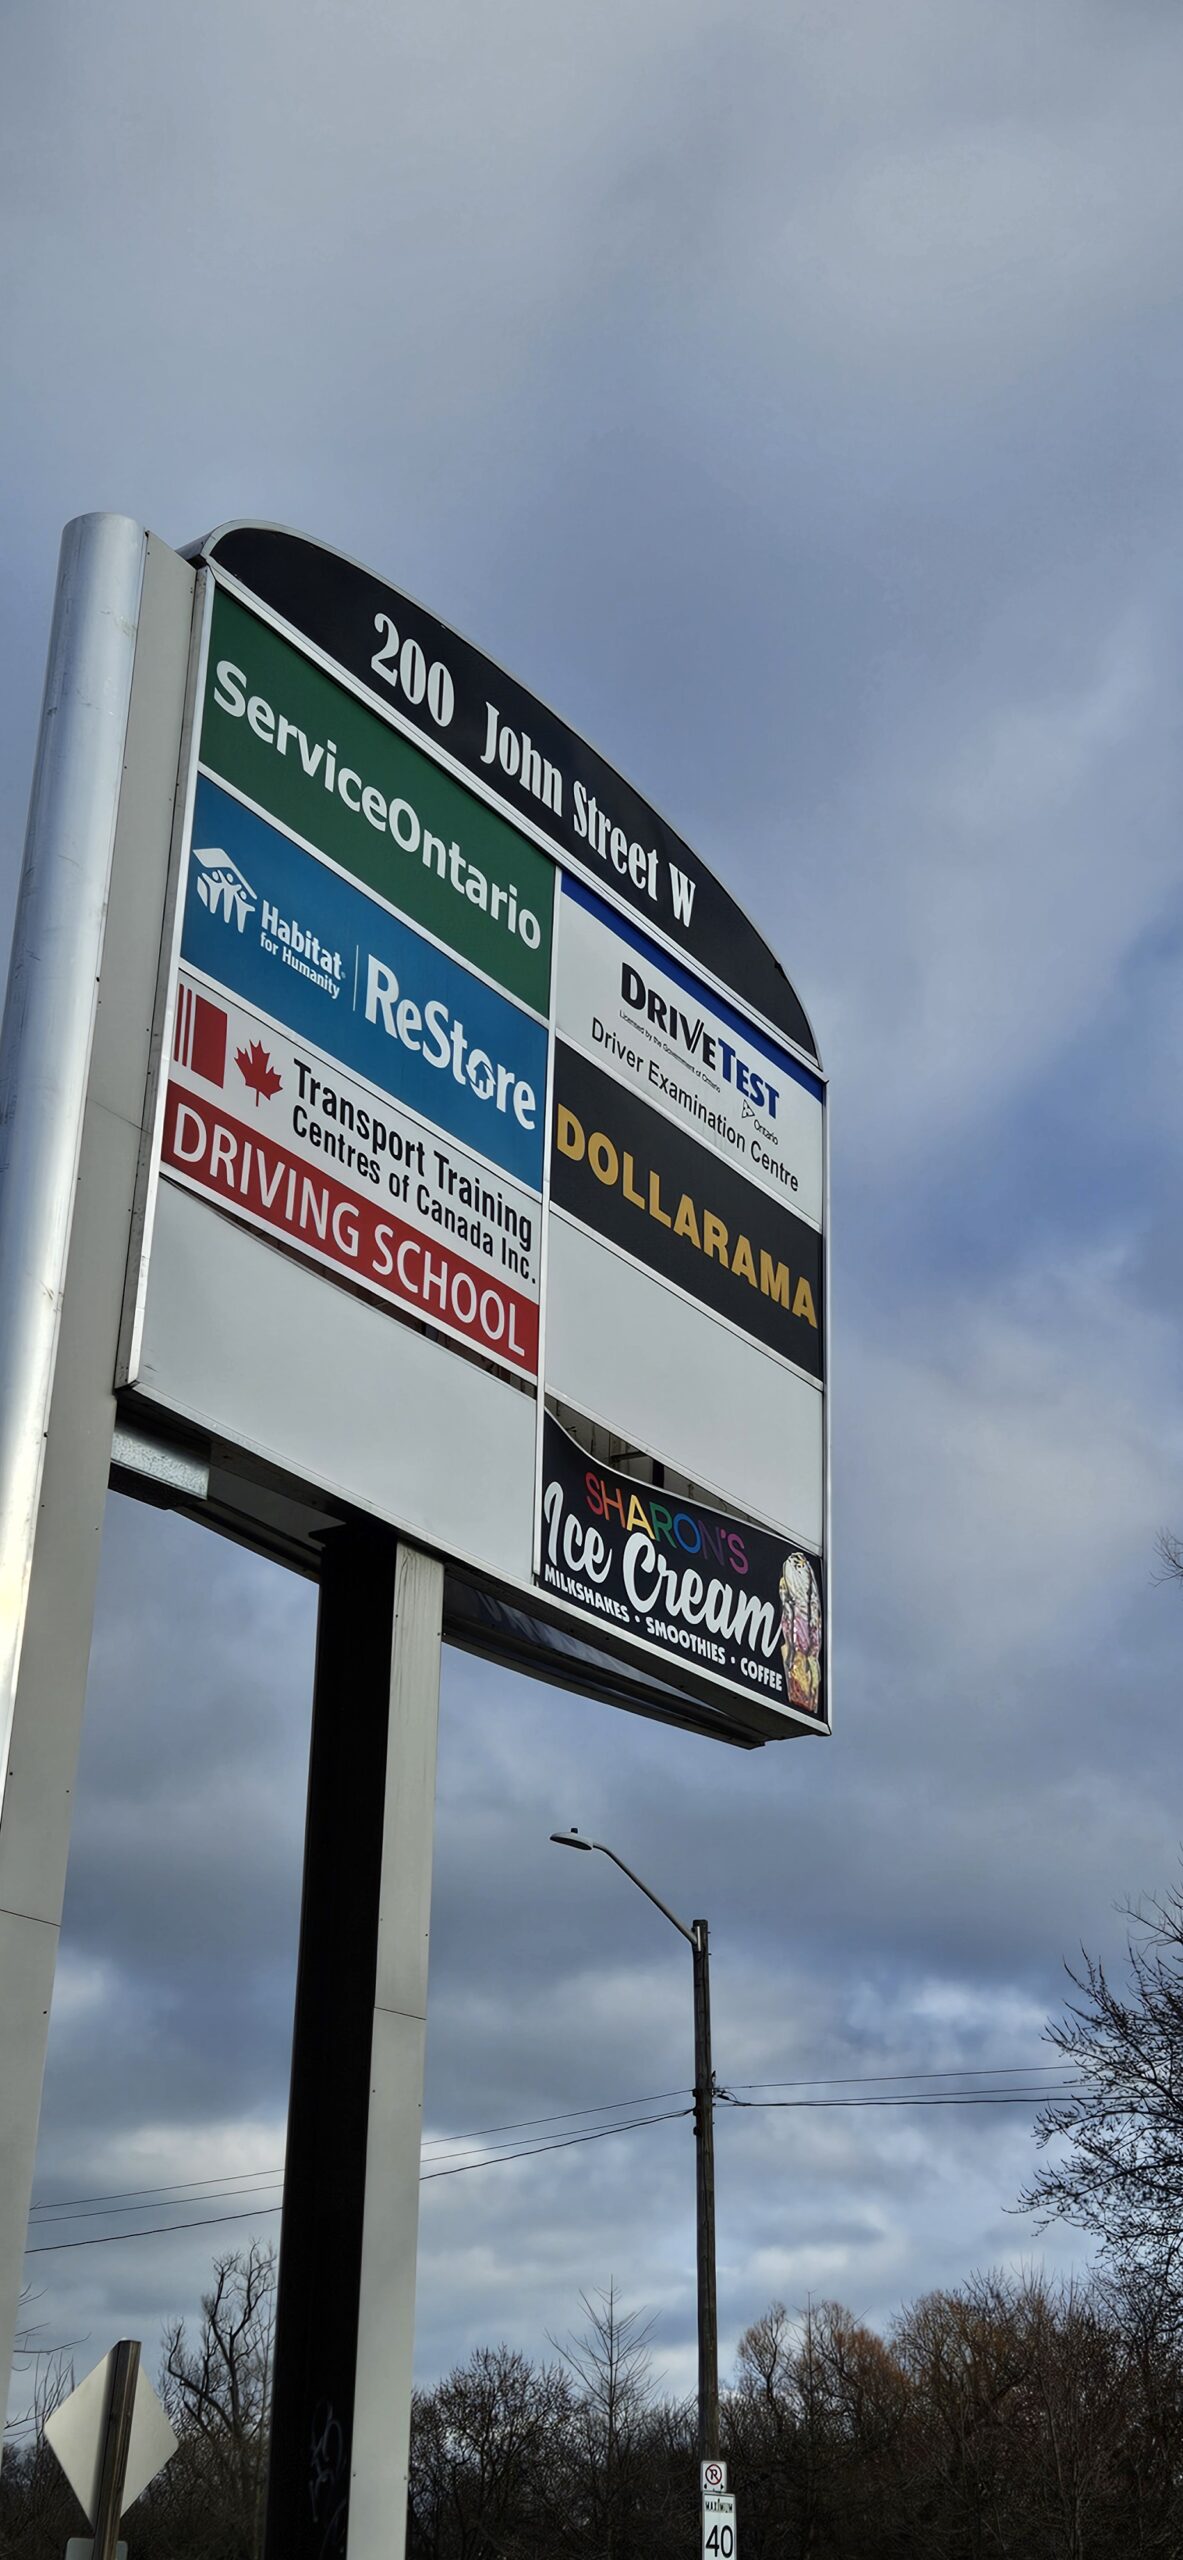 200 John Street W
ServiceOntario
Habitat
for Humanity
ReStore
Transport Training
Centres of Canada Inc.
DRIVING SCHOOL
DRIVETEST
Licensed by the Government of Ontario
Ontario
Driver Examination Centre
DOLLARAMA
SHARON'S
Ice Cream
MILKSHAKES • SMOOTHIES • COFFEE
MAXIMUM
40